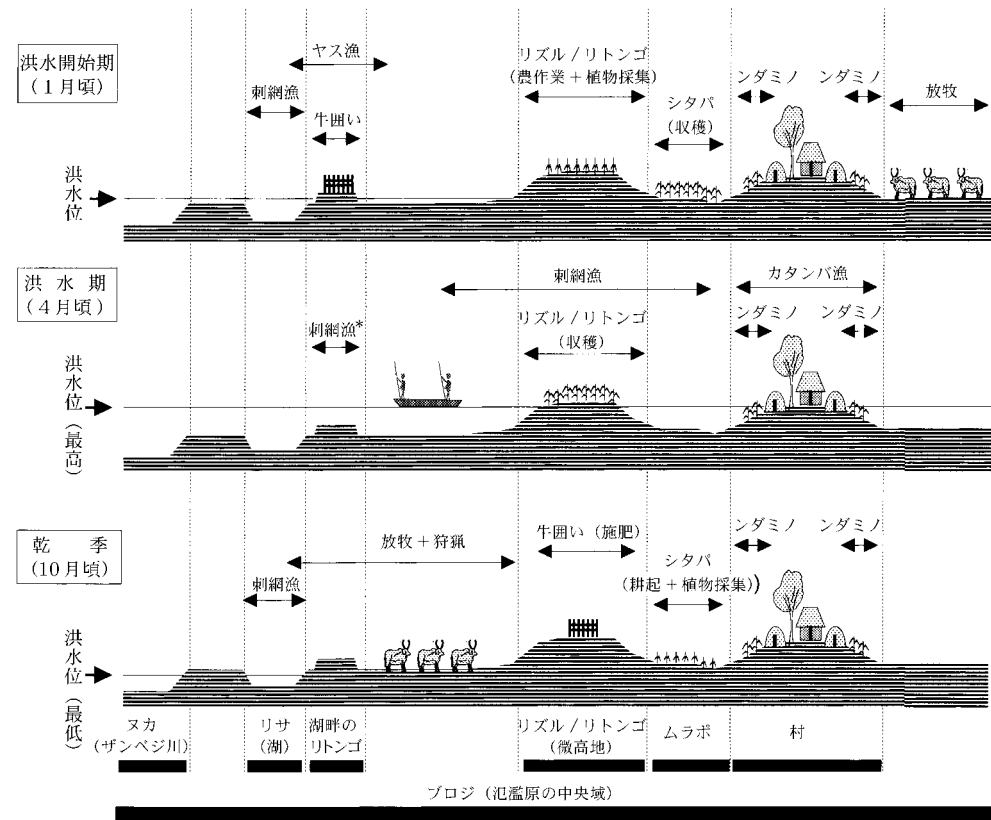 洪水開始期
（1月頃）
ヤス漁
刺網漁
牛囲い
リズル／リトンゴ
（農作業＋植物採集）
シタパ
（収穫）
ンダミノ
ンダミノ
放牧
洪水位
洪水期
（4月頃）
刺網漁
カタンバ漁
刺網漁*
リズル／リトンゴ
（収穫）
ンダミノ
ンダミノ
洪水位（最高）
乾季
（10月頃）
放牧＋狩猟
刺網漁
牛囲い（施肥）
シタパ
（耕起＋植物採集））
ンダミノ
ンダミノ
洪水位（最低）
ヌカ
（ザンベジ川）
リサ
（湖）
湖畔の
リトンゴ
リズル／リトンゴ
（微高地）
ムラポ
村
ブロジ（氾濫原の中央域）